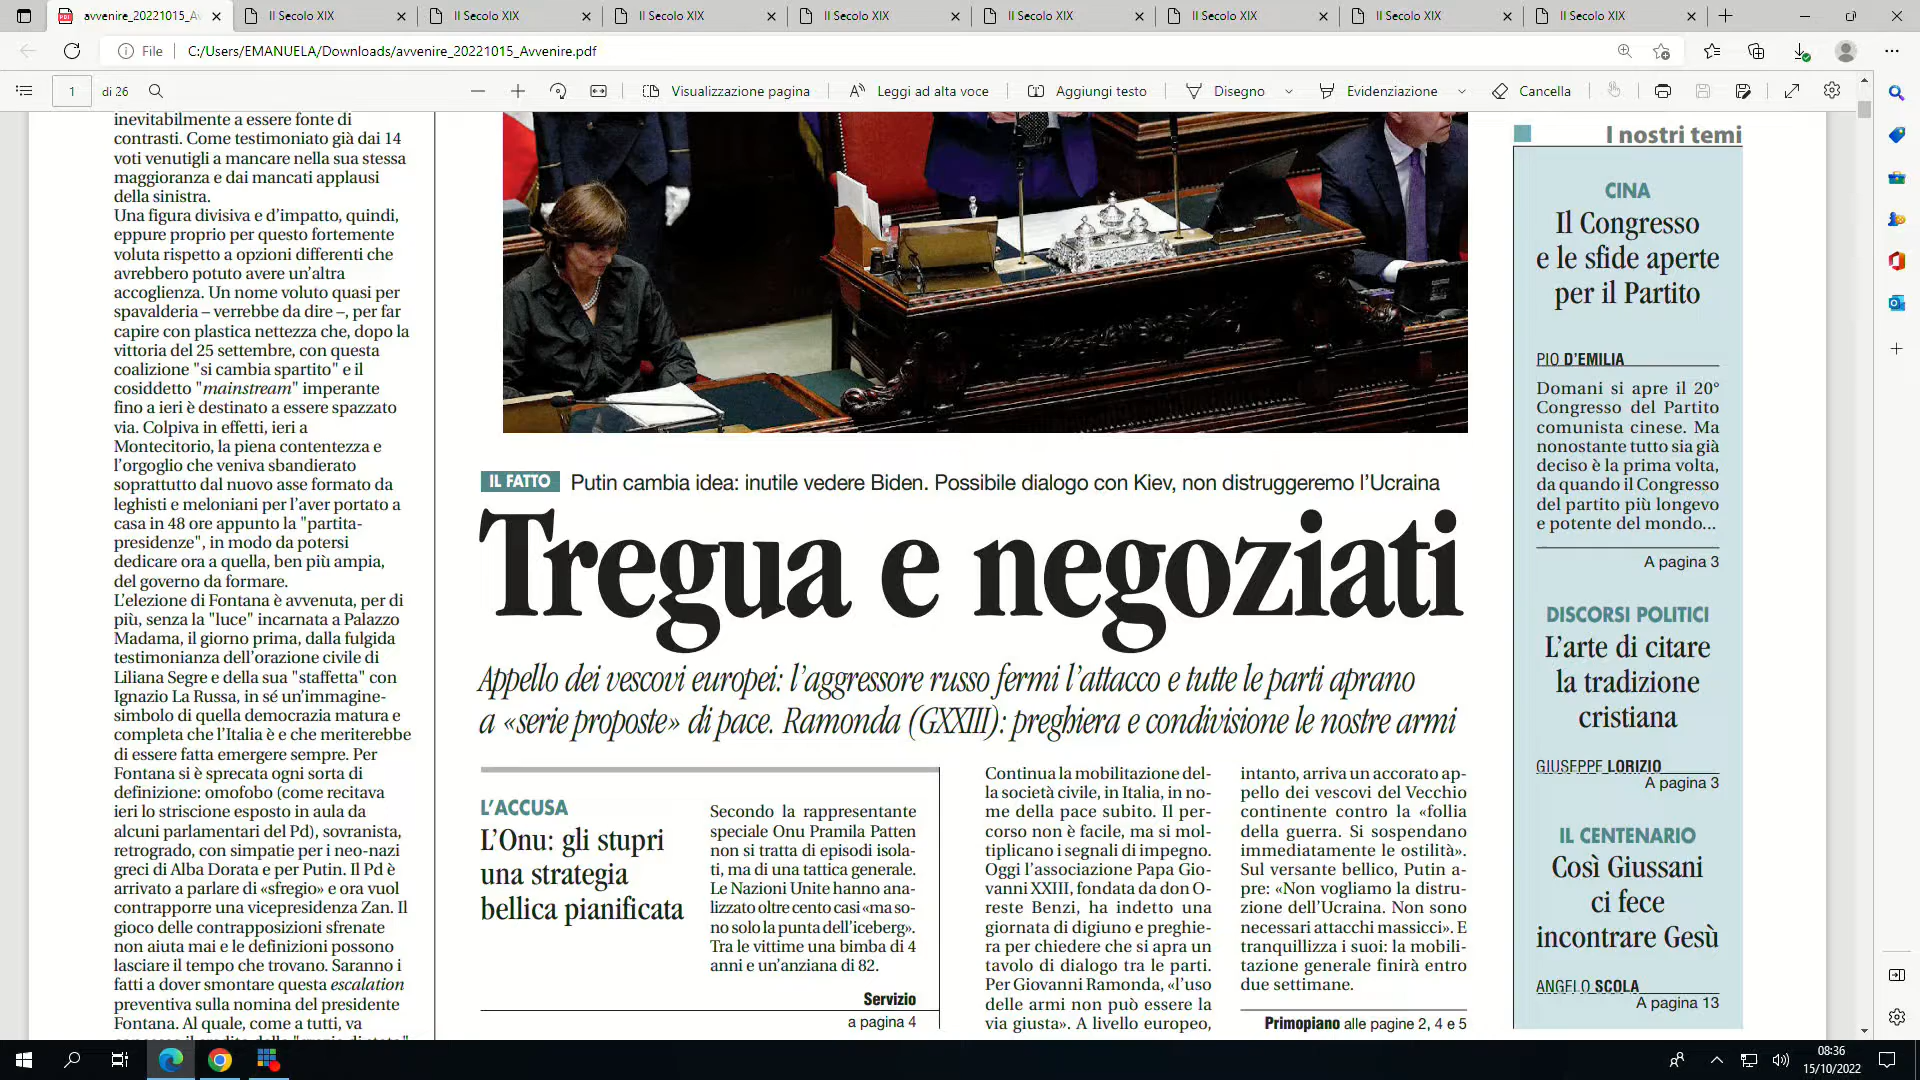 avvenire_20221015_Av
Il Secolo XIX
Il Secolo XIX
Il Secolo XIX
Il Secolo XIX
Il Secolo XIX
Il Secolo XIX
Il Secolo XIX
Il Secolo XIX
File
C:/Users/EMANUELA/Downloads/avvenire_20221015_Avvenire.pdf
1 di 26
Visualizzazione pagina
Leggi ad alta voce
Aggiungi testo
Disegno
Evidenziazione
Cancella
inevitabilmente a essere fonte di
contrasti. Come testimoniato già dai 14
voti venutigli a mancare nella sua stessa
maggioranza e dai mancati applausi
della sinistra.
Una figura divisiva e d'impatto, quindi,
eppure proprio per questo fortemente
voluta rispetto a opzioni differenti che
avrebbero potuto avere un'altra
accoglienza. Un nome voluto quasi per
spavalderia – verrebbe da dire –, per far
capire con plastica nettezza che, dopo la
vittoria del 25 settembre, con questa
coalizione "si cambia spartito" e il
cosiddetto "mainstream" imperante
fino a ieri è destinato a essere spazzato
via. Colpiva in effetti, ieri a
Montecitorio, la piena contentezza e
l'orgoglio che veniva sbandierato
soprattutto dal nuovo asse formato da
leghisti e meloniani per l'aver portato a
casa in 48 ore appunto la "partita-
presidenze", in modo da potersi
dedicare ora a quella, ben più ampia,
del governo da formare.
L'elezione di Fontana è avvenuta, per di
più, senza la "luce" incarnata a Palazzo
Madama, il giorno prima, dalla fulgida
testimonianza dell'orazione civile di
Liliana Segre e della sua "staffetta" con
Ignazio La Russa, in sé un'immagine-
simbolo di quella democrazia matura e
completa che l'Italia è e che meriterebbe
di essere fatta emergere sempre. Per
Fontana si è sprecata ogni sorta di
definizione: omofobo (come recitava
ieri lo striscione esposto in aula da
alcuni parlamentari del Pd), sovranista,
retrogrado, con simpatie per i neo-nazi
greci di Alba Dorata e per Putin. Il Pd è
arrivato a parlare di «sfregio» e ora vuol
contrapporre una vicepresidenza Zan. Il
gioco delle contrapposizioni sfrenate
non aiuta mai e le definizioni possono
lasciare il tempo che trovano. Saranno i
fatti a dover smontare questa escalation
preventiva sulla nomina del presidente
Fontana. Al quale, come a tutti, va
IL FATTO Putin cambia idea: inutile vedere Biden. Possibile dialogo con Kiev, non distruggeremo l'Ucraina
Tregua e negoziati
Appello dei vescovi europei: l'aggressore russo fermi l'attacco e tutte le parti aprano
a «serie proposte» di pace. Ramonda (GXXIII): preghiera e condivisione le nostre armi
L'ACCUSA
L'Onu: gli stupri
una strategia
bellica pianificata
Secondo la rappresentante
speciale Onu Pramila Patten
non si tratta di episodi isola-
ti, ma di una tattica generale.
Le Nazioni Unite hanno ana-
lizzato oltre cento casi «ma so-
no solo la punta dell'iceberg».
Tra le vittime una bimba di 4
anni e un'anziana di 82.
Servizio
a pagina 4
Continua la mobilitazione del-
la società civile, in Italia, in no-
me della pace subito. Il per-
corso non è facile, ma si mol-
tiplicano i segnali di impegno.
Oggi l'associazione Papa Gio-
vanni XXIII, fondata da don O-
reste Benzi, ha indetto una
giornata di digiuno e preghie-
ra per chiedere che si apra un
tavolo di dialogo tra le parti.
Per Giovanni Ramonda, «l'uso
delle armi non può essere la
via giusta». A livello europeo,
intanto, arriva un accorato ap-
pello dei vescovi del Vecchio
continente contro la «follia
della guerra. Si sospendano
immediatamente le ostilità».
Sul versante bellico, Putin a-
pre: «Non vogliamo la distru-
zione dell'Ucraina. Non sono
necessari attacchi massicci». E
tranquillizza i suoi: la mobili-
tazione generale finirà entro
due settimane.
Primopiano alle pagine 2, 4 e 5
I nostri temi
CINA
Il Congresso
e le sfide aperte
per il Partito
PIO D'EMILIA
Domani si apre il 20°
Congresso del Partito
comunista cinese. Ma
nonostante tutto sia già
deciso è la prima volta,
da quando il Congresso
del partito più longevo
e potente del mondo...
A pagina 3
DISCORSI POLITICI
L'arte di citare
la tradizione
cristiana
GIUSEPPE LORIZIO
A pagina 3
IL CENTENARIO
Così Giussani
ci fece
incontrare Gesù
ANGELO SCOLA
A pagina 13
08:36
15/10/2022